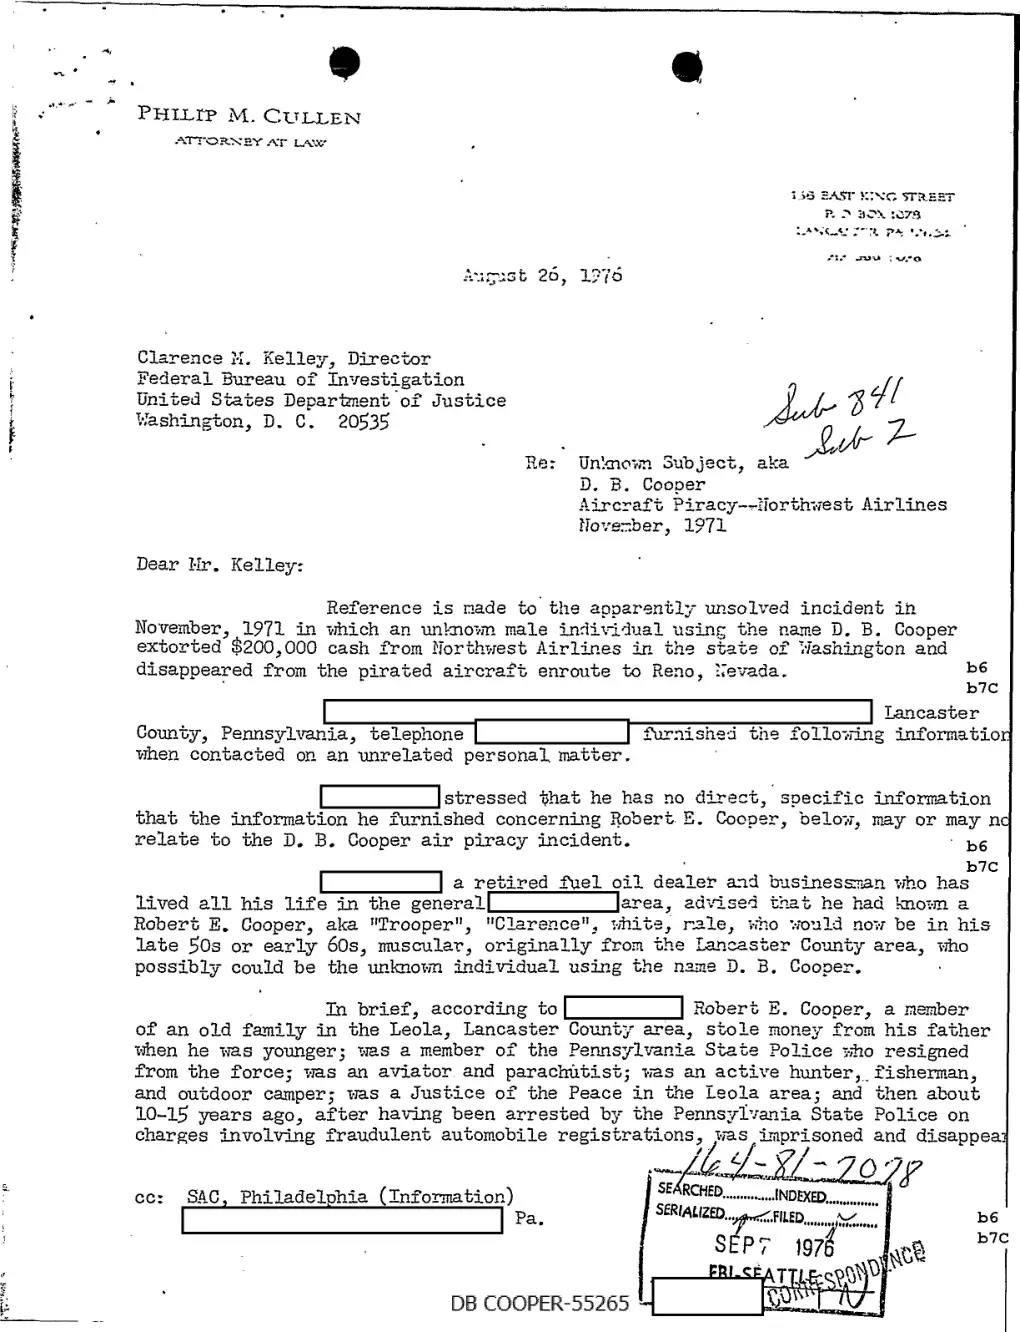 PHILIP M. CULLEN
ATTORNEY AT LAW
EAST KING STREET
P. O BOX 1078
August 26, 1976
Clarence M. Kelley, Director
Federal Bureau of Investigation
United States Department of Justice
Washington, D. C. 20535
Sub 841
Sub 2
Re: Unknown Subject, aka
D. B. Cooper
Aircraft Piracy--Northwest Airlines
November, 1971
Dear Mr. Kelley:
Reference is made to the apparently unsolved incident in
November, 1971 in which an unknown male individual using the name D. B. Cooper
extorted $200,000 cash from Northwest Airlines in the state of Washington and
disappeared from the pirated aircraft enroute to Reno, Nevada.
b6
b7C
Lancaster
County, Pennsylvania, telephone furnished the following information
when contacted on an unrelated personal matter.
stressed that he has no direct, specific information
that the information he furnished concerning Robert E. Cooper, below, may or may no
relate to the D. B. Cooper air piracy incident.
b6
b7C
a retired fuel oil dealer and businessman who has
lived all his life in the general area, advised that he had known a
Robert E. Cooper, aka "Trooper", "Clarence", white, male, who would now be in his
late 50s or early 60s, muscular, originally from the Lancaster County area, who
possibly could be the unknown individual using the name D. B. Cooper.
In brief, according to Robert E. Cooper, a member
of an old family in the Leola, Lancaster County area, stole money from his father
when he was younger; was a member of the Pennsylvania State Police who resigned
from the force; was an aviator and parachutist; was an active hunter, fisherman,
and outdoor camper; was a Justice of the Peace in the Leola area; and then about
10-15 years ago, after having been arrested by the Pennsylvania State Police on
charges involving fraudulent automobile registrations, was imprisoned and disappear
164-81-7078
cc: SAC, Philadelphia (Information)
Pa.
SEARCHED..............INDEXED..............
SERIALIZED..............FILED..............
SEP 7 1976
FBI-SEATTLE
CORRESPONDENCE
b6
b7C
DB COOPER-55265